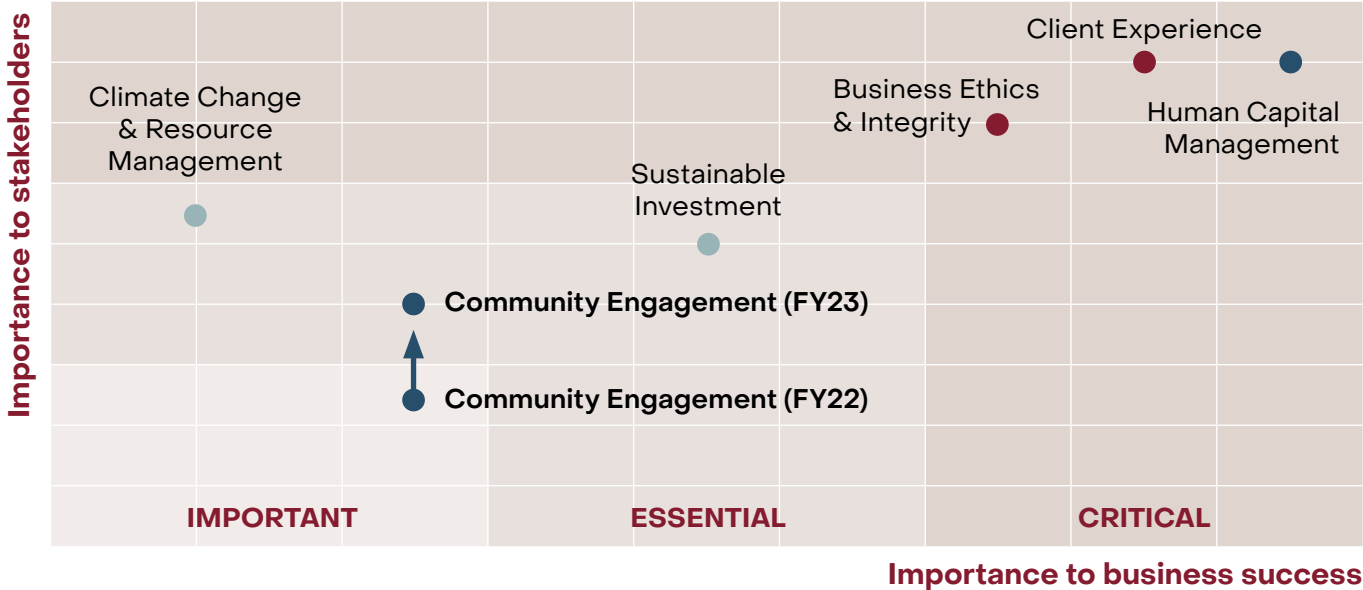 Importance to stakeholders
Client Experience
Climate Change
& Resource
Management
Business Ethics
& Integrity
Human Capital
Management
Sustainable
Investment
Community Engagement (FY23)
Community Engagement (FY22)
IMPORTANT
ESSENTIAL
CRITICAL
Importance to business success